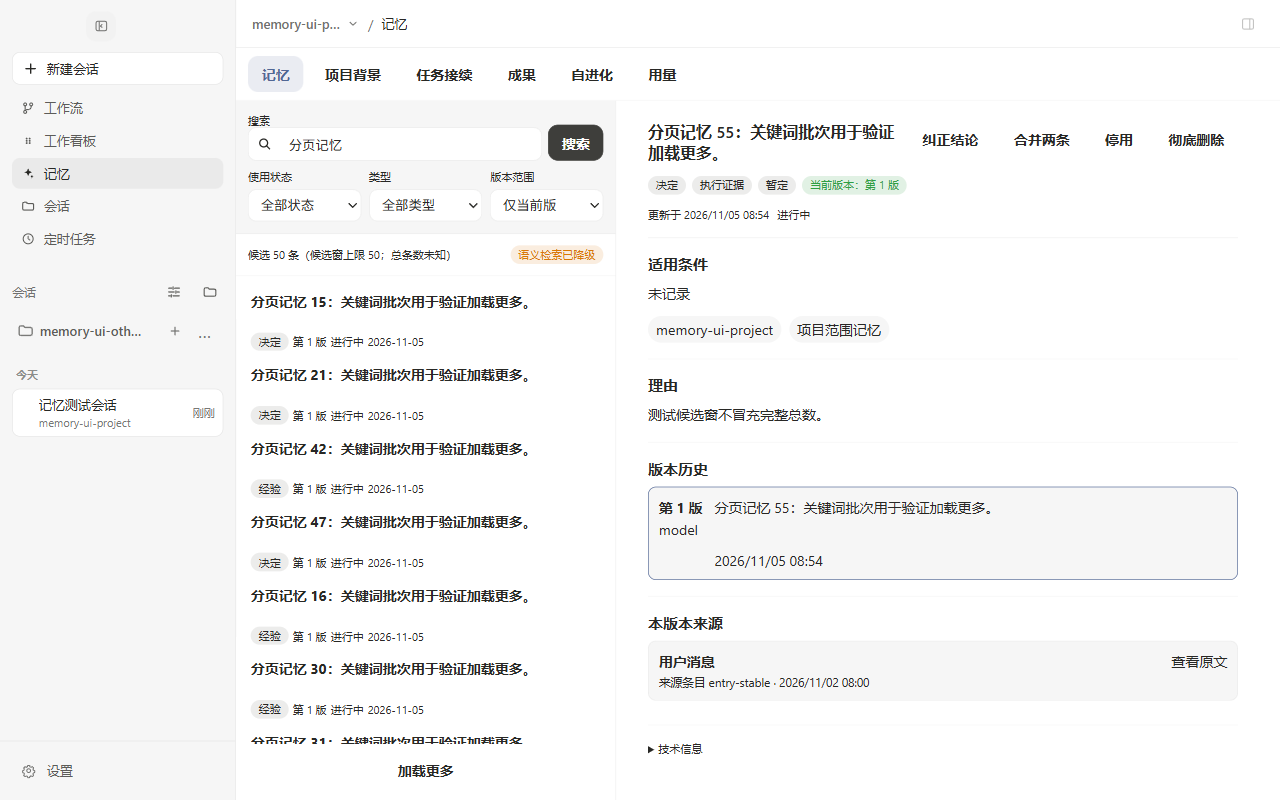 新建会话
工作流
工作看板
记忆
会话
定时任务
会话
memory-ui-oth...
今天
记忆测试会话
刚刚
memory-ui-project
设置
memory-ui-p... / 记忆
记忆 项目背景 任务接续 成果 自进化 用量
搜索
分页记忆
搜索
使用状态 类型 版本范围
全部状态 全部类型 仅当前版
候选 50 条（候选窗上限 50；总条数未知） 语义检索已降级
分页记忆 15：关键词批次用于验证加载更多。
决定 第 1 版 进行中 2026-11-05
分页记忆 21：关键词批次用于验证加载更多。
决定 第 1 版 进行中 2026-11-05
分页记忆 42：关键词批次用于验证加载更多。
经验 第 1 版 进行中 2026-11-05
分页记忆 47：关键词批次用于验证加载更多。
决定 第 1 版 进行中 2026-11-05
分页记忆 16：关键词批次用于验证加载更多。
经验 第 1 版 进行中 2026-11-05
分页记忆 30：关键词批次用于验证加载更多。
经验 第 1 版 进行中 2026-11-05
分页记忆 31：关键词批次用于验证加载更多。
加载更多
分页记忆 55：关键词批次用于验证
加载更多。
纠正结论 合并两条 停用 彻底删除
决定 执行证据 暂定 当前版本：第 1 版
更新于 2026/11/05 08:54 进行中
适用条件
未记录
memory-ui-project 项目范围记忆
理由
测试候选窗不冒充完整总数。
版本历史
第 1 版 分页记忆 55：关键词批次用于验证加载更多。
model
2026/11/05 08:54
本版本来源
用户消息 查看原文
来源条目 entry-stable · 2026/11/02 08:00
技术信息